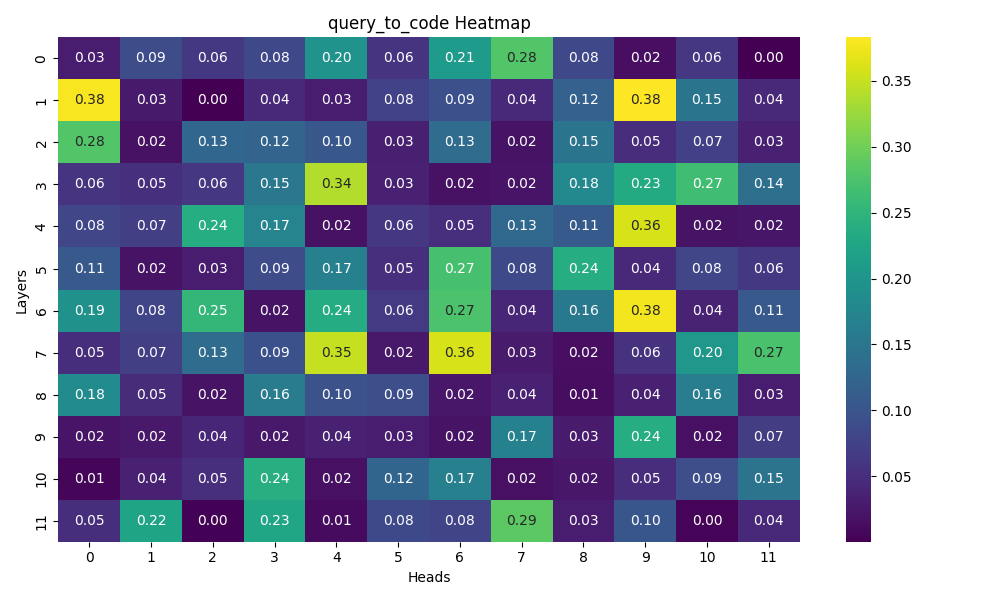 query_to_code Heatmap
0 0.03 0.09 0.06 0.08 0.20 0.06 0.21 0.28 0.08 0.02 0.06 0.00
1 0.38 0.03 0.00 0.04 0.03 0.08 0.09 0.04 0.12 0.38 0.15 0.04
2 0.28 0.02 0.13 0.12 0.10 0.03 0.13 0.02 0.15 0.05 0.07 0.03
3 0.06 0.05 0.06 0.15 0.34 0.03 0.02 0.02 0.18 0.23 0.27 0.14
4 0.08 0.07 0.24 0.17 0.02 0.06 0.05 0.13 0.11 0.36 0.02 0.02
5 0.11 0.02 0.03 0.09 0.17 0.05 0.27 0.08 0.24 0.04 0.08 0.06
6 0.19 0.08 0.25 0.02 0.24 0.06 0.27 0.04 0.16 0.38 0.04 0.11
7 0.05 0.07 0.13 0.09 0.35 0.02 0.36 0.03 0.02 0.06 0.20 0.27
8 0.18 0.05 0.02 0.16 0.10 0.09 0.02 0.04 0.01 0.04 0.16 0.03
9 0.02 0.02 0.04 0.02 0.04 0.03 0.02 0.17 0.03 0.24 0.02 0.07
10 0.01 0.04 0.05 0.24 0.02 0.12 0.17 0.02 0.02 0.05 0.09 0.15
11 0.05 0.22 0.00 0.23 0.01 0.08 0.08 0.29 0.03 0.10 0.00 0.04
0 1 2 3 4 5 6 7 8 9 10 11
Heads
Layers
0.35
0.30
0.25
0.20
0.15
0.10
0.05